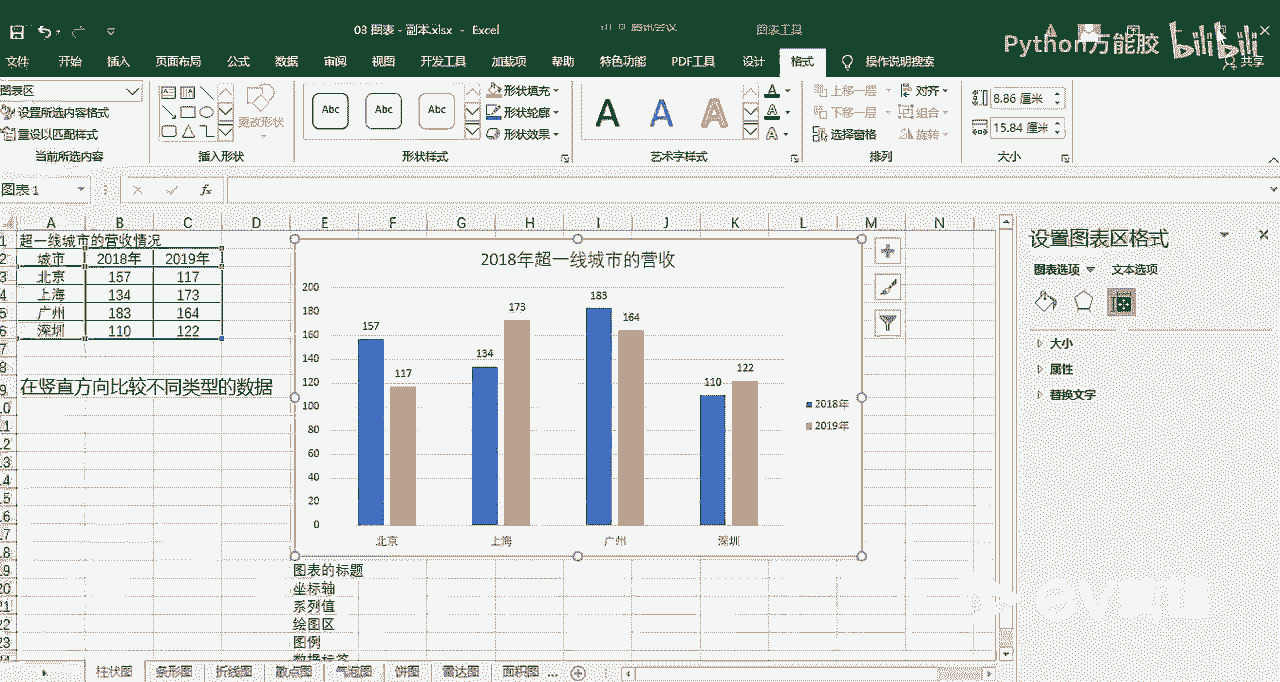 03 图表 - 副本.xlsx - Excel
腾讯会议
图表工具
Python万能胶
bilibili
文件 开始 插入 页面布局 公式 数据 审阅 视图 开发工具 加载项 帮助 特色功能 PDF工具 设计 格式 操作说明搜索 共享
图表区
设置所选内容格式
重设以匹配样式
当前所选内容
更改形状
插入形状
Abc Abc Abc
形状填充
形状轮廓
形状效果
形状样式
A A A
艺术字样式
上移一层 对齐
下移一层 组合
选择窗格 旋转
排列
8.86 厘米
15.84 厘米
大小
图表 1
fx
A B C D E F G H I J K L M N
1 超一线城市的营收情况
2 城市 2018年 2019年
3 北京 157 117
4 上海 134 173
5 广州 183 164
6 深圳 110 122
7
8
9 在竖直方向比较不同类型的数据
2018年超一线城市的营收
200
180
160
140
120
100
80
60
40
20
0
157 117 134 173 183 164 110 122
北京 上海 广州 深圳
2018年
2019年
图表的标题
坐标轴
系列值
绘图区
图例
数据标签
设置图表区格式
图表选项 文本选项
大小
属性
替换文字
柱状图 条形图 折线图 散点图 气泡图 饼图 雷达图 面积图 ...